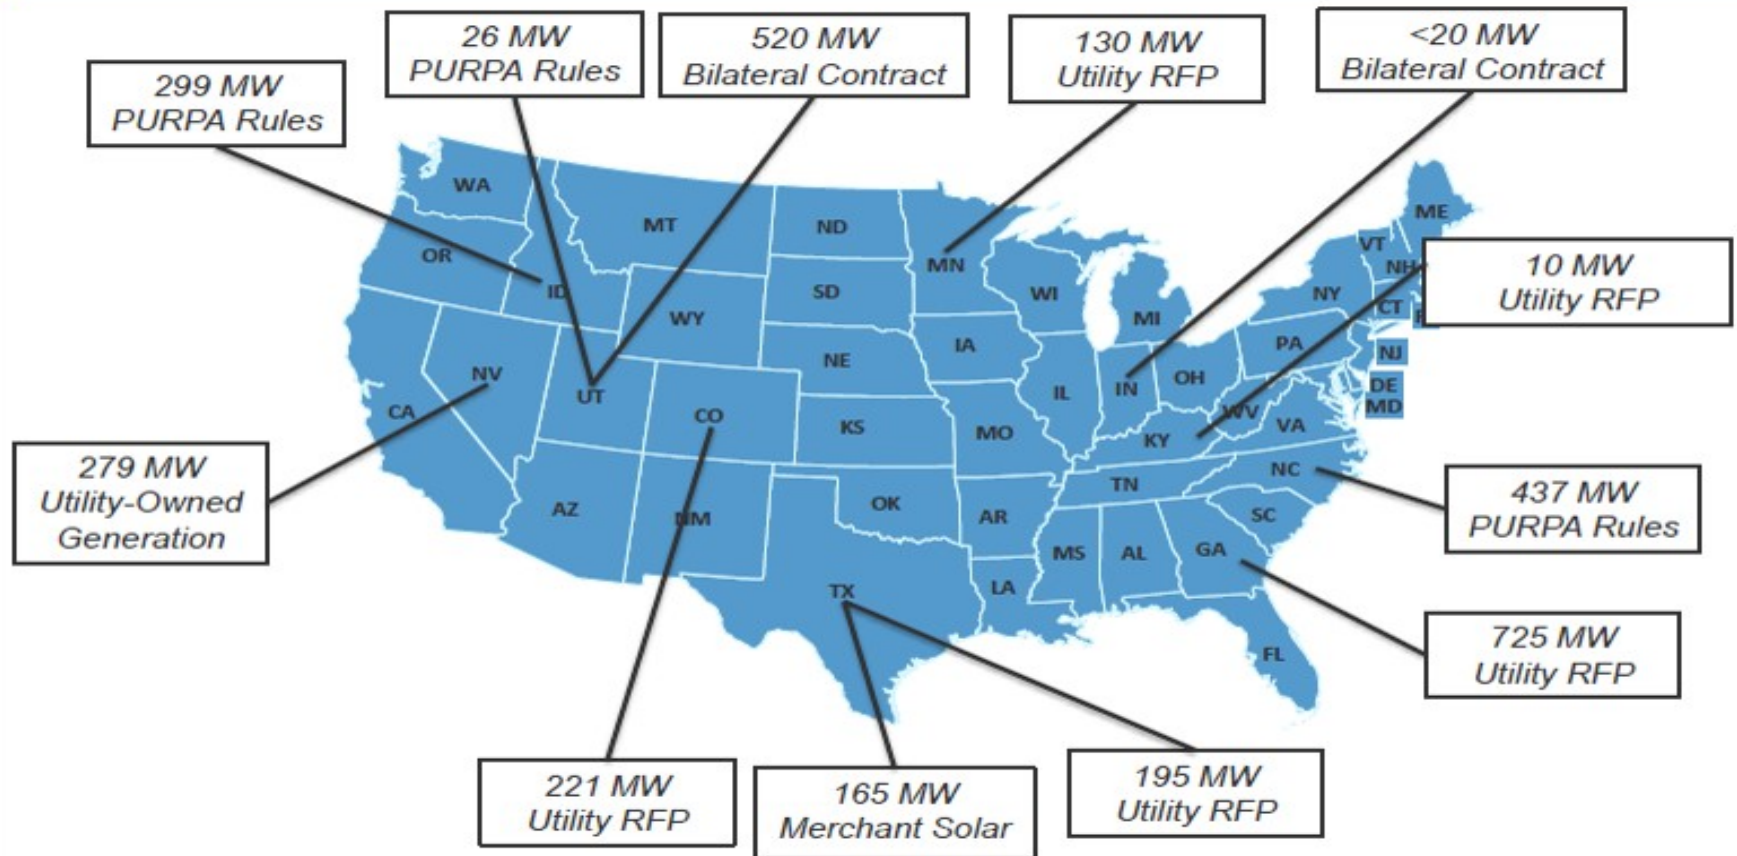 26 MW
PURPA Rules
520 MW
Bilateral Contract
130 MW
Utility RFP
<20 MW
Bilateral Contract
299 MW
PURPA Rules
10 MW
Utility RFP
279 MW
Utility-Owned
Generation
437 MW
PURPA Rules
725 MW
Utility RFP
221 MW
Utility RFP
165 MW
Merchant Solar
195 MW
Utility RFP
WA
OR
ID
MT
ND
MN
SD
WY
WI
MI
ME
VT
NH
NY
CT
PA
NJ
DE
MD
IA
NE
NV
UT
CA
CO
KS
MO
IL
IN
OH
WV
VA
KY
NC
TN
SC
AZ
NM
OK
AR
MS
AL
GA
LA
TX
FL